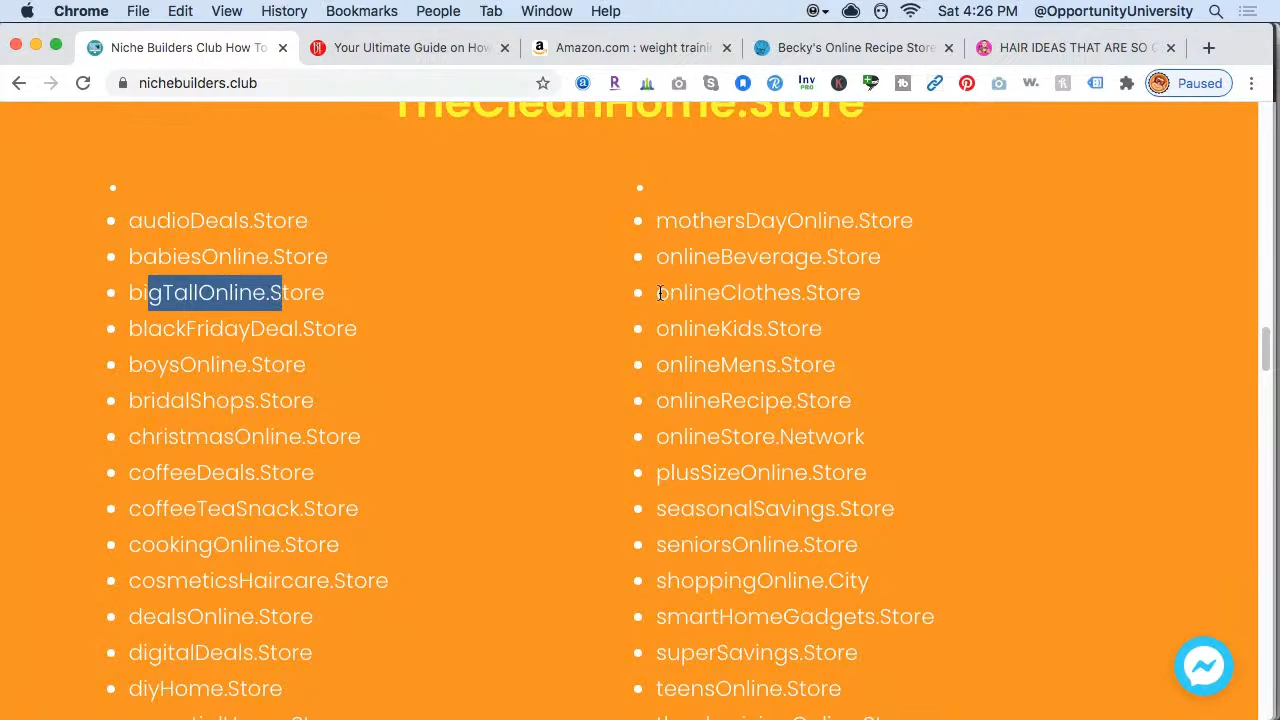 Chrome File Edit View History Bookmarks People Tab Window Help Sat 4:26 PM @OpportunityUniversity
Niche Builders Club How To
Your Ultimate Guide on How
Amazon.com : weight traini
Becky's Online Recipe Store
HAIR IDEAS THAT ARE SO
nichebuilders.club
Inv PRO
Paused
TheCleanHome.Store
audioDeals.Store
babiesOnline.Store
bigTallOnline.Store
blackFridayDeal.Store
boysOnline.Store
bridalShops.Store
christmasOnline.Store
coffeeDeals.Store
coffeeTeaSnack.Store
cookingOnline.Store
cosmeticsHaircare.Store
dealsOnline.Store
digitalDeals.Store
diyHome.Store
mothersDayOnline.Store
onlineBeverage.Store
onlineClothes.Store
onlineKids.Store
onlineMens.Store
onlineRecipe.Store
onlineStore.Network
plusSizeOnline.Store
seasonalSavings.Store
seniorsOnline.Store
shoppingOnline.City
smartHomeGadgets.Store
superSavings.Store
teensOnline.Store